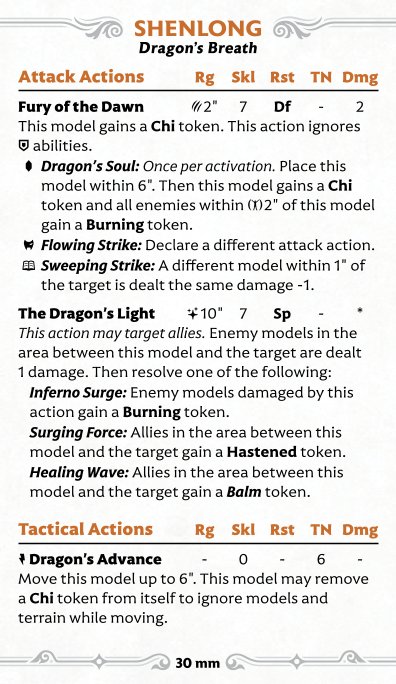 SHENLONG
Dragon's Breath
Attack Actions Rg Skl Rst TN Dmg
Fury of the Dawn 2" 7 Df - 2
This model gains a Chi token. This action ignores
abilities.
Dragon's Soul: Once per activation. Place this
model within 6". Then this model gains a Chi
token and all enemies within 2" of this model
gain a Burning token.
Flowing Strike: Declare a different attack action.
Sweeping Strike: A different model within 1" of
the target is dealt the same damage -1.
The Dragon's Light 10" 7 Sp - *
This action may target allies. Enemy models in the
area between this model and the target are dealt
1 damage. Then resolve one of the following:
Inferno Surge: Enemy models damaged by this
action gain a Burning token.
Surging Force: Allies in the area between this
model and the target gain a Hastened token.
Healing Wave: Allies in the area between this
model and the target gain a Balm token.
Tactical Actions Rg Skl Rst TN Dmg
Dragon's Advance - 0 - 6 -
Move this model up to 6". This model may remove
a Chi token from itself to ignore models and
terrain while moving.
30 mm